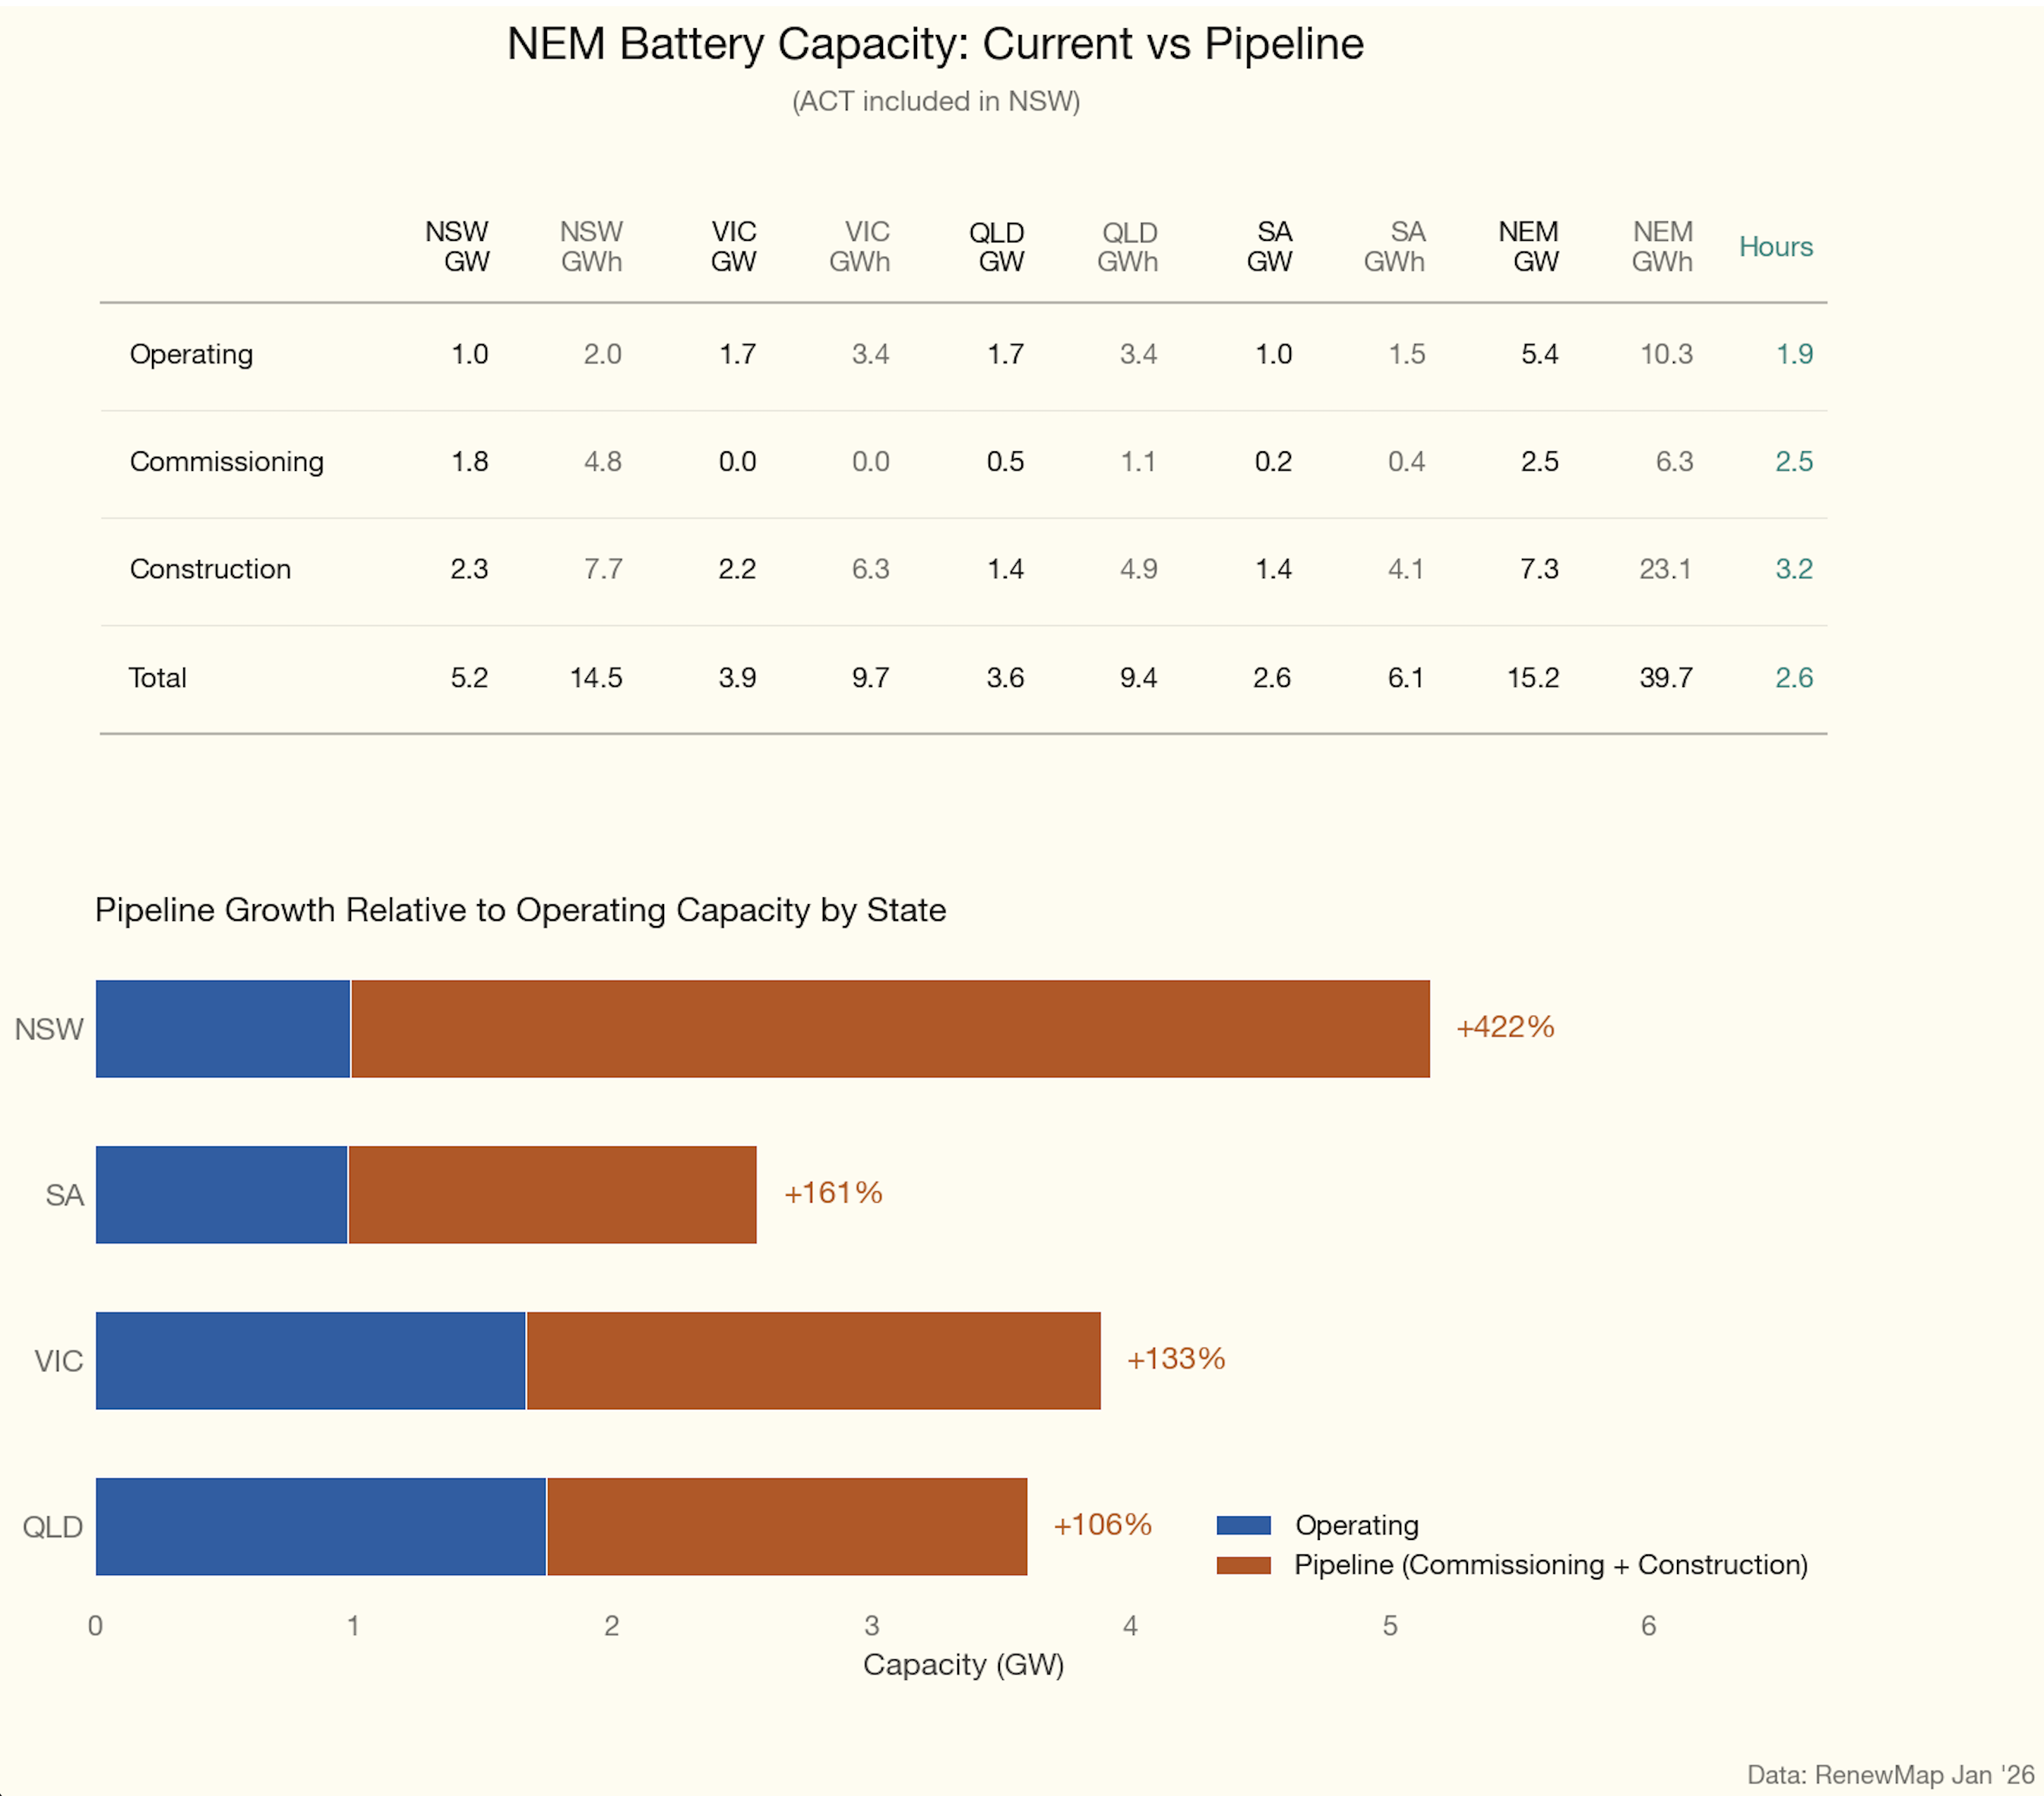 NEM Battery Capacity: Current vs Pipeline
(ACT included in NSW)
NSW GW NSW GWh VIC GW VIC GWh QLD GW QLD GWh SA GW SA GWh NEM GW NEM GWh Hours
Operating 1.0 2.0 1.7 3.4 1.7 3.4 1.0 1.5 5.4 10.3 1.9
Commissioning 1.8 4.8 0.0 0.0 0.5 1.1 0.2 0.4 2.5 6.3 2.5
Construction 2.3 7.7 2.2 6.3 1.4 4.9 1.4 4.1 7.3 23.1 3.2
Total 5.2 14.5 3.9 9.7 3.6 9.4 2.6 6.1 15.2 39.7 2.6
Pipeline Growth Relative to Operating Capacity by State
NSW +422%
SA +161%
VIC +133%
QLD +106%
Operating
Pipeline (Commissioning + Construction)
0 1 2 3 4 5 6
Capacity (GW)
Data: RenewMap Jan '26